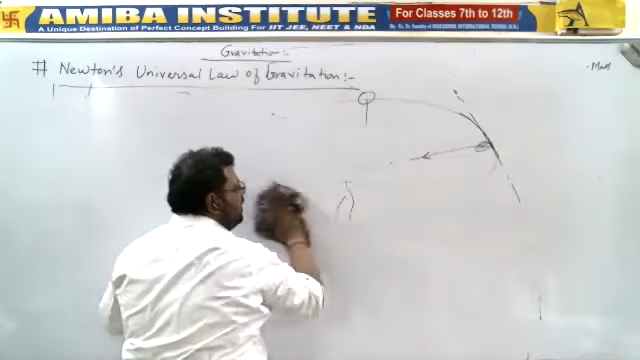 AMIBA INSTITUTE
A Unique Destination of Perfect Concept Building For IIT JEE, NEET & NDA
For Classes 7th to 12th
Gravitation:-
# Newton's Universal Law of Gravitation:-